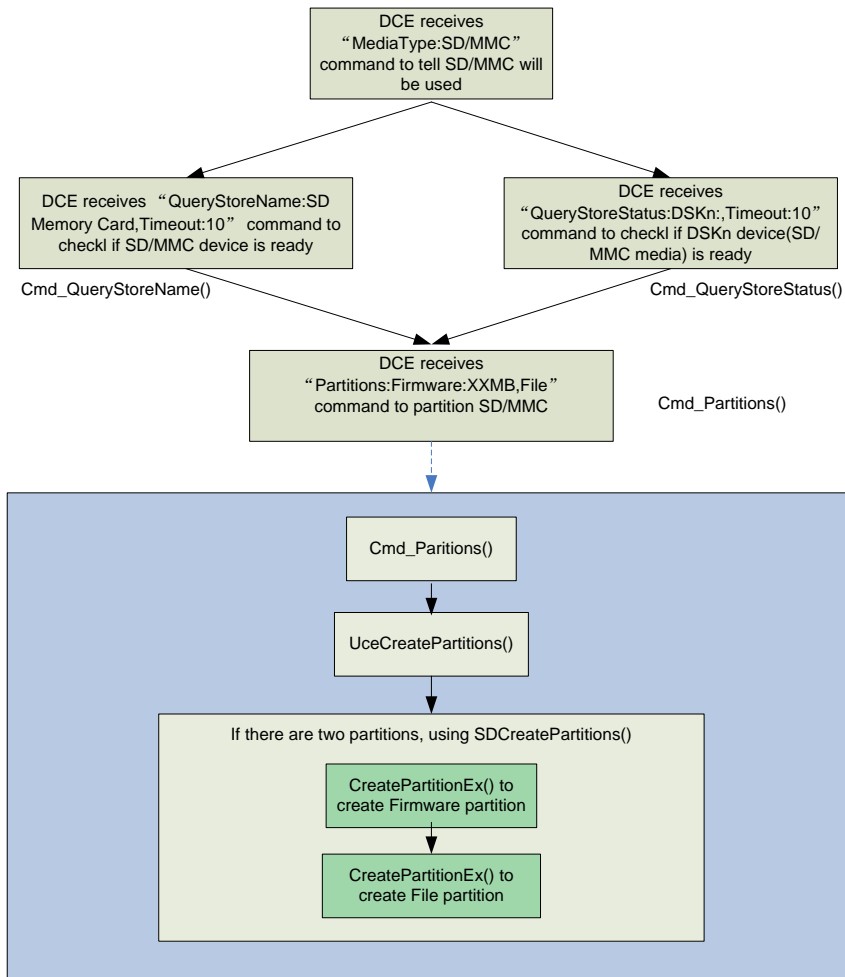 DCE receives
“MediaType:SD/MMC”
command to tell SD/MMC will
be used
DCE receives “QueryStoreName:SD
Memory Card,Timeout:10” command to
checkl if SD/MMC device is ready
DCE receives
“QueryStoreStatus:DSKn:,Timeout:10”
command to checkl if DSKn device(SD/
MMC media) is ready
Cmd_QueryStoreName()
Cmd_QueryStoreStatus()
DCE receives
“Partitions:Firmware:XXMB,File”
command to partition SD/MMC
Cmd_Partitions()
Cmd_Paritions()
UceCreatePartitions()
If there are two partitions, using SDCreatePartitions()
CreatePartitionEx() to
create Firmware partition
CreatePartitionEx() to
create File partition